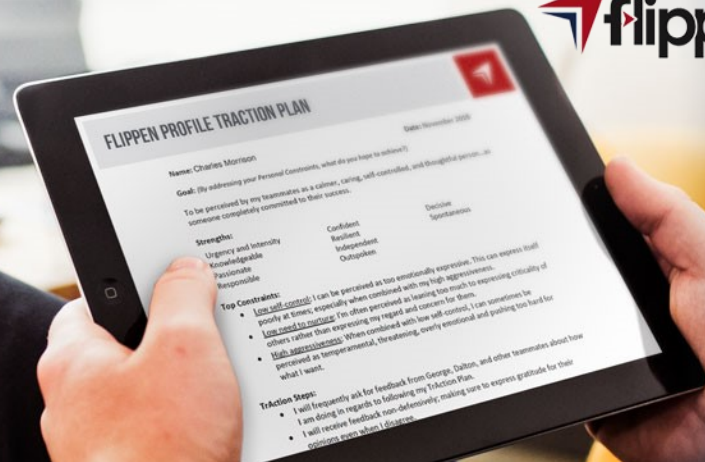 flipp
FLIPPEN PROFILE TRACTION PLAN
Name: Charles Morrison
Date: November
Goal: (By addressing your Personal Constraints, what do you hope to achieve?)
To be perceived by my teammates as a calmer, caring, self-controlled, and thoughtful person…as
someone completely committed to their success.
Strengths:
Urgency and Intensity
Knowledgeable
Passionate
Responsible
Confident
Resilient
Independent
Outspoken
Decisive
Spontaneous
Top Constraints:
• Low self-control: I can be perceived as too emotionally expressive. This can express itself
poorly at times; especially when combined with my high aggressiveness.
• Low need to nurture: I'm often perceived as leaning too much to expressing criticality of
others rather than expressing my regard and concern for them.
• High aggressiveness: When combined with low self-control, I can sometimes be
perceived as temperamental, threatening, overly emotional and pushing too hard for
what I want.
TrAction Steps:
• I will frequently ask for feedback from George, Dalton, and other teammates about how
I am doing in regards to following my TrAction Plan.
• I will receive feedback non-defensively; making sure to express gratitude for their
opinions even when I disagree.